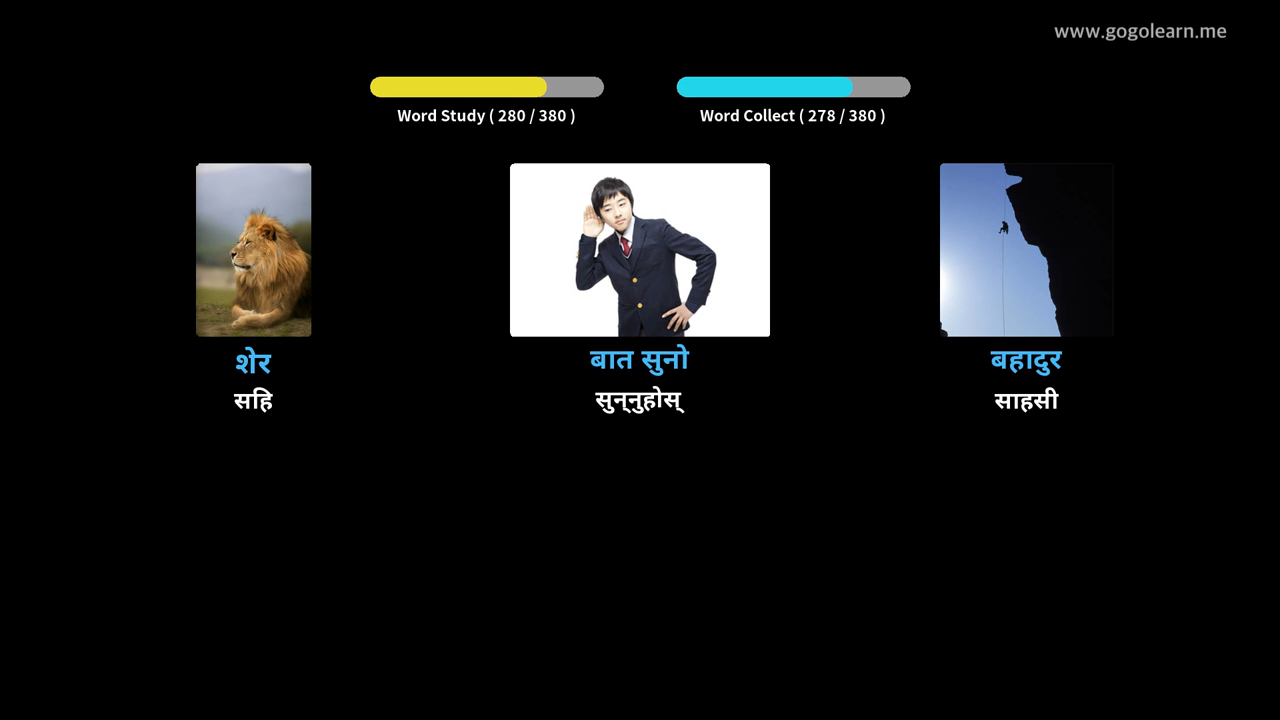 www.gogolearn.me
Word Study ( 280 / 380 )
Word Collect ( 278 / 380 )
शेर
बात सुनो
बहादुर
सहि
सुन्‌नुहोस्
साहसी